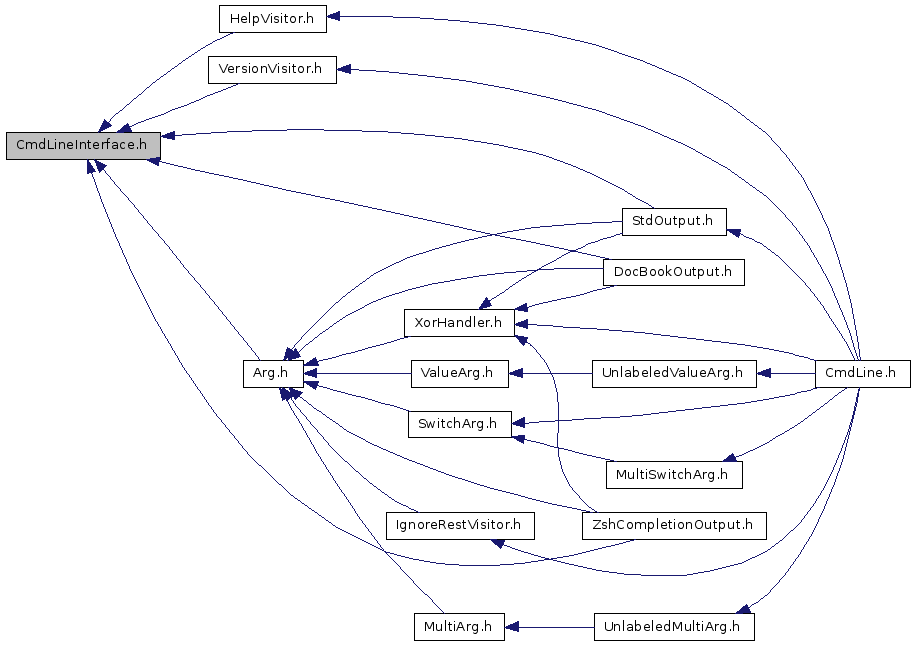 HelpVisitor.h
VersionVisitor.h
CmdLineInterface.h
StdOutput.h
DocBookOutput.h
XorHandler.h
Arg.h
ValueArg.h
UnlabeledValueArg.h
CmdLine.h
SwitchArg.h
MultiSwitchArg.h
IgnoreRestVisitor.h
ZshCompletionOutput.h
MultiArg.h
UnlabeledMultiArg.h